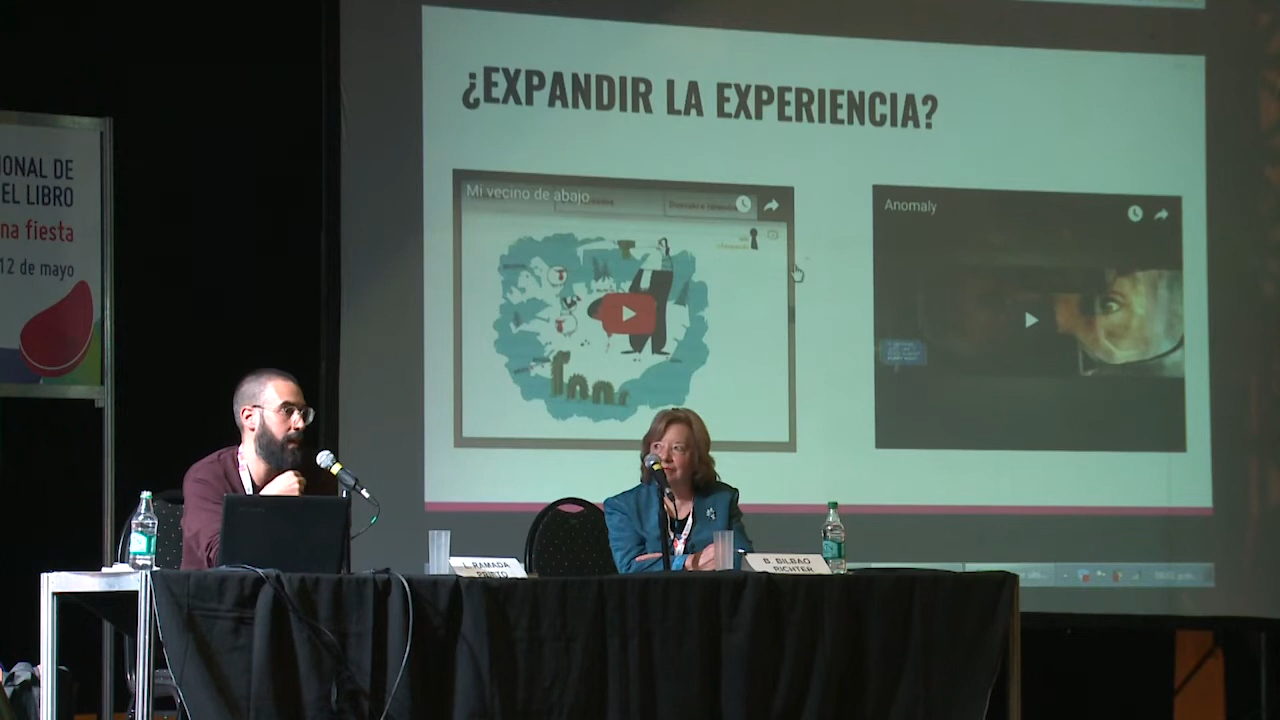 ¿EXPANDIR LA EXPERIENCIA?
Mi vecino de abajo
Anomaly
IONAL DE
EL LIBRO
na fiesta
12 de mayo
L. RAMADA
PRIETO
B. BILBAO
RICHTER